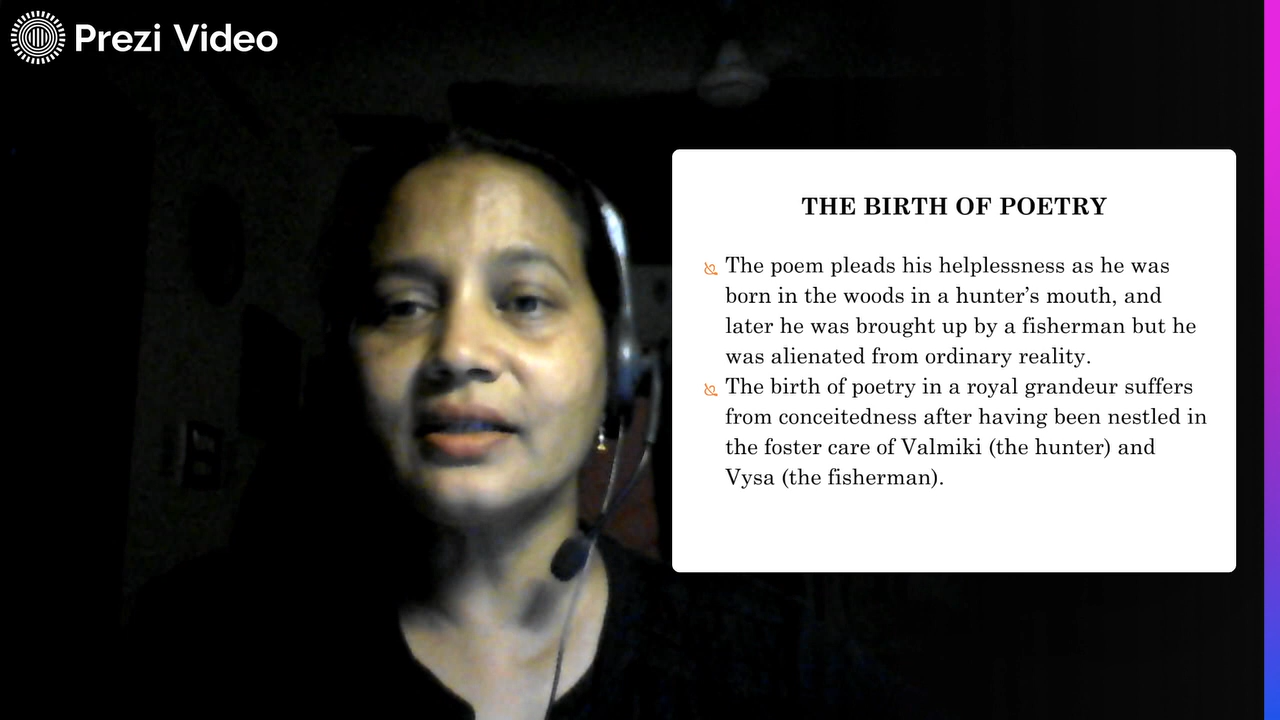 Prezi Video
THE BIRTH OF POETRY
The poem pleads his helplessness as he was
born in the woods in a hunter's mouth, and
later he was brought up by a fisherman but he
was alienated from ordinary reality.
The birth of poetry in a royal grandeur suffers
from conceitedness after having been nestled in
the foster care of Valmiki (the hunter) and
Vysa (the fisherman).